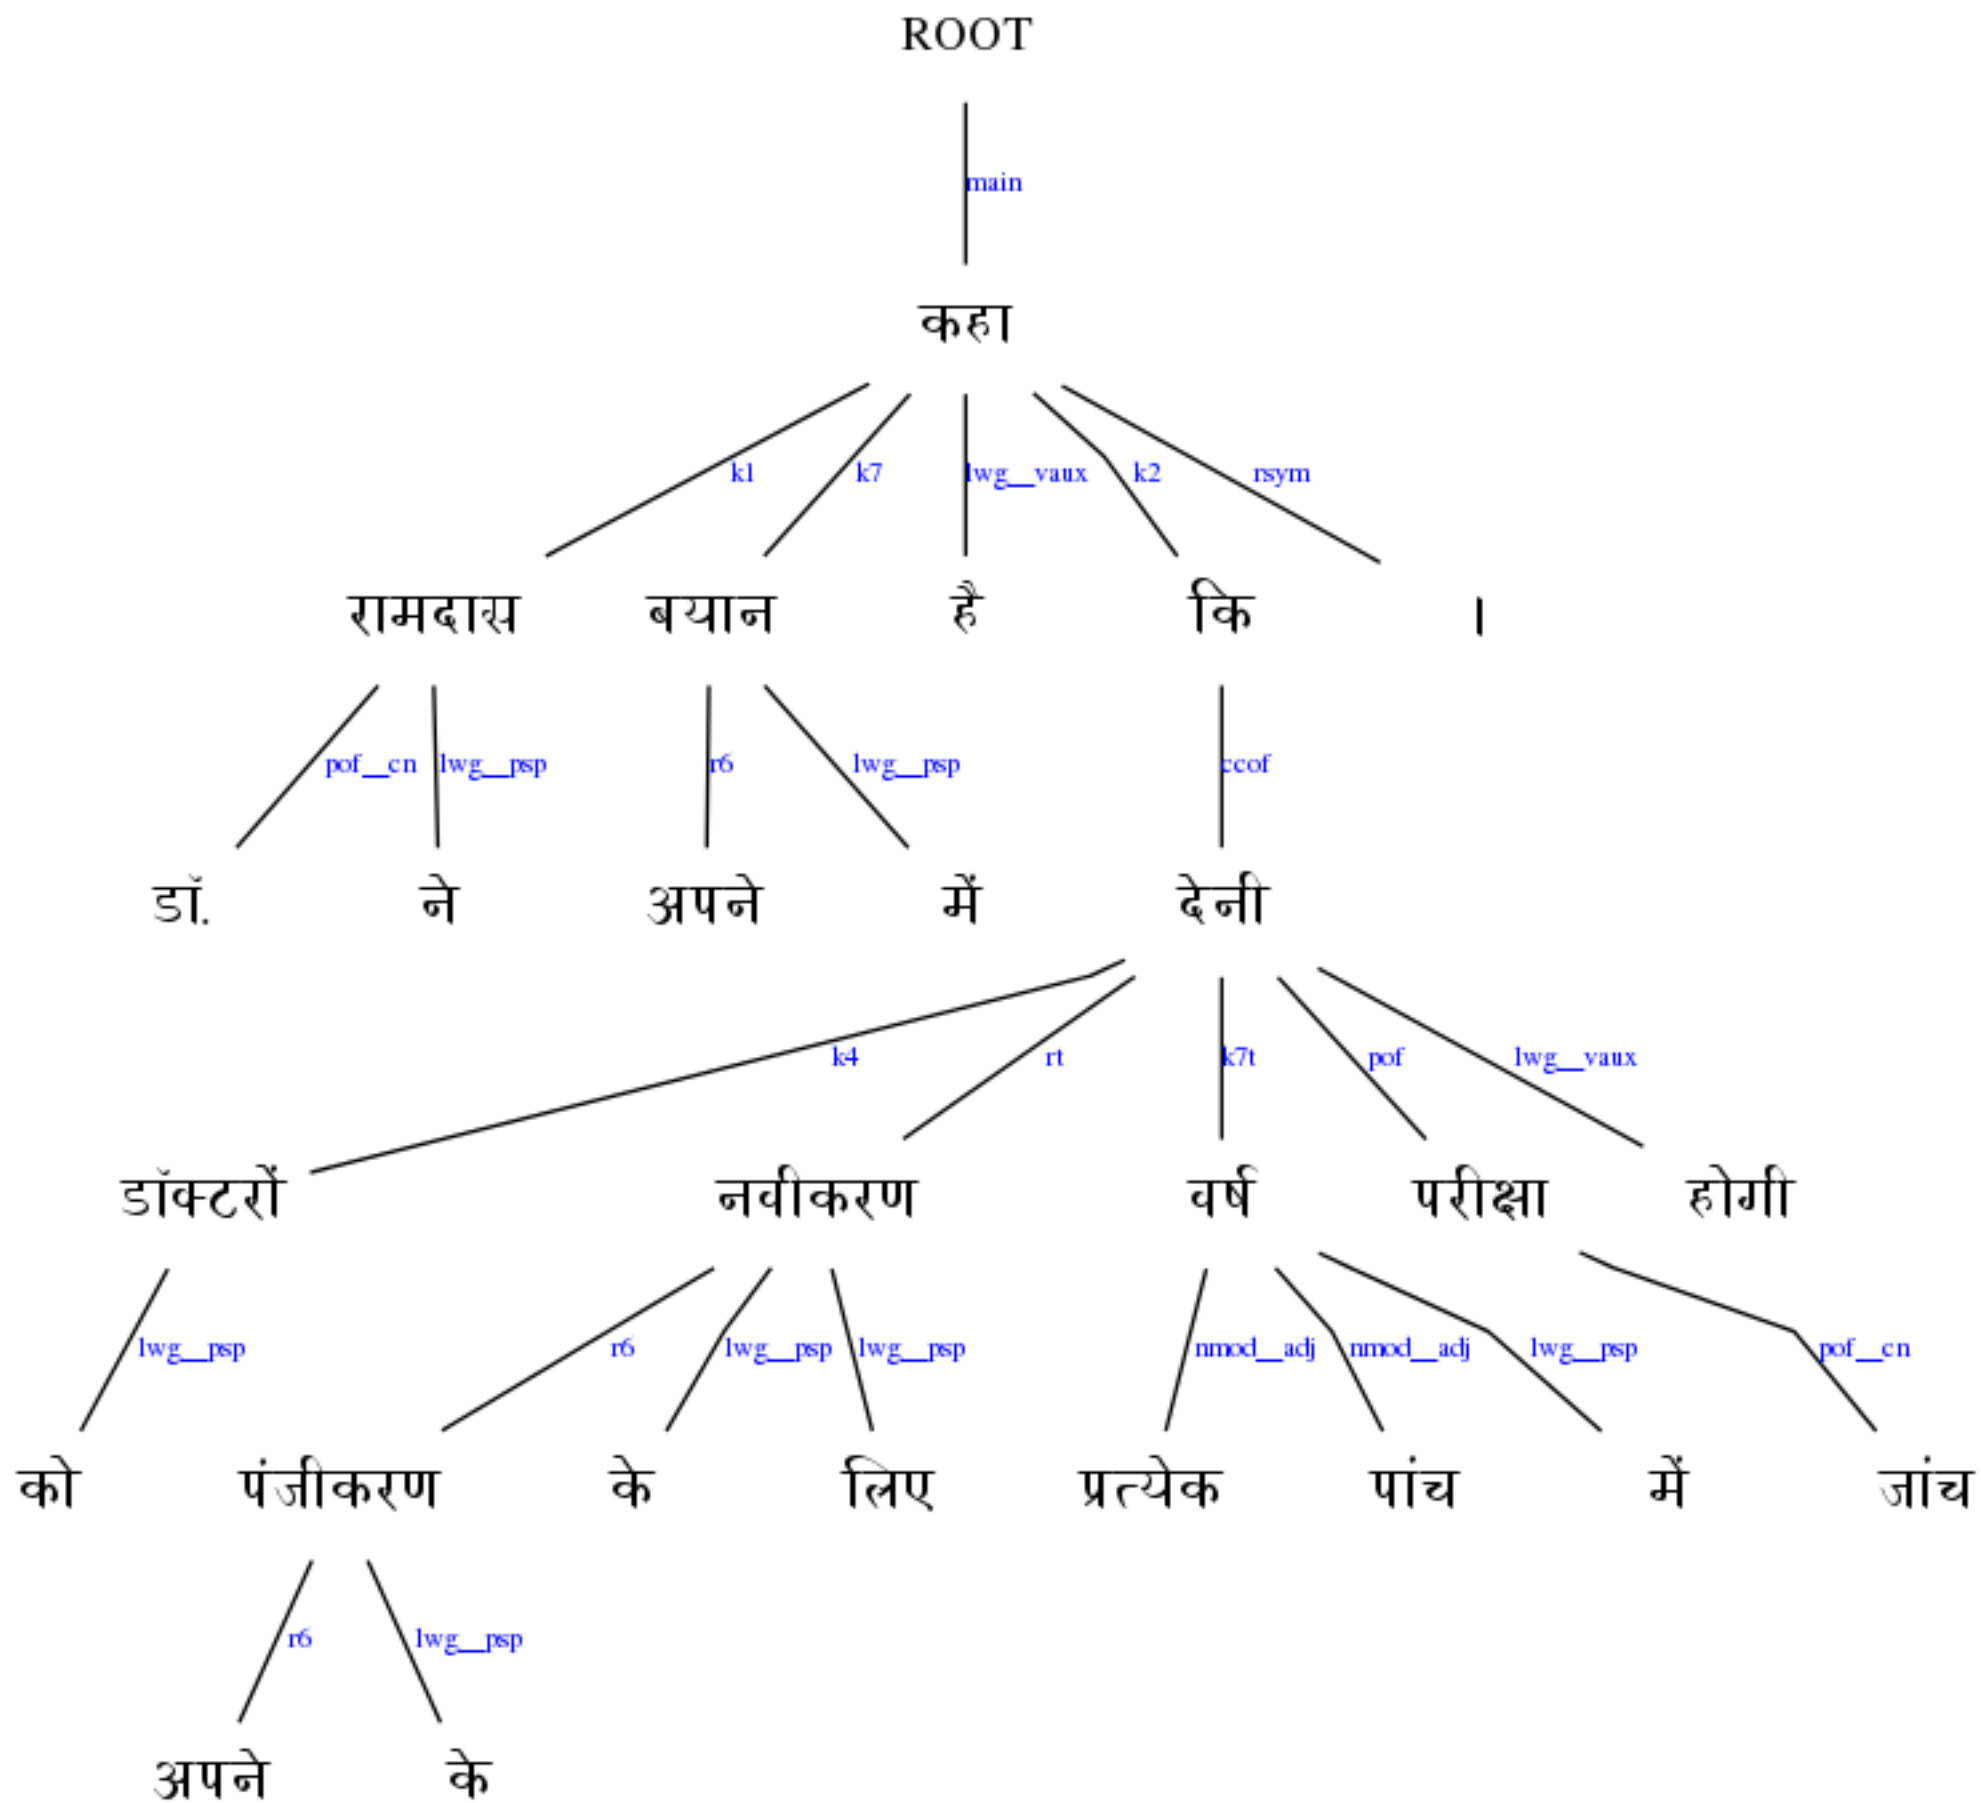 ROOT
main
कहा
k1 k7 lwg__vaux k2 rsym
रामदास बयान है कि ।
pof__cn lwg__psp r6 lwg__psp ccof
डॉ. ने अपने में देनी
k4 rt k7t pof lwg__vaux
डॉक्टरों नवीकरण वर्ष परीक्षा होगी
lwg__psp r6 lwg__psp lwg__psp nmod__adj nmod__adj lwg__psp pof__cn
को पंजीकरण के लिए प्रत्येक पांच में जांच
r6 lwg__psp
अपने के